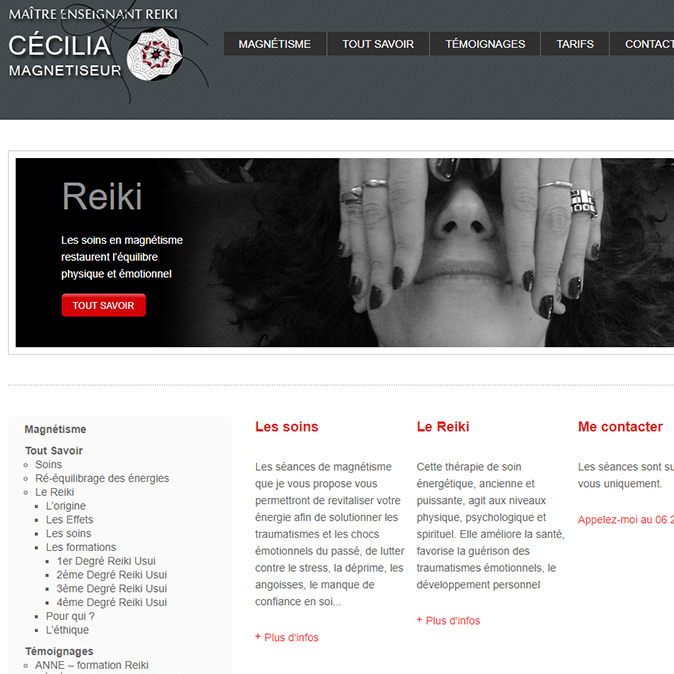 MAÎTRE ENSEIGNANT REIKI
CÉCILIA
MAGNETISEUR
MAGNÉTISME
TOUT SAVOIR
TÉMOIGNAGES
TARIFS
CONTACT
Reiki
Les soins en magnétisme
restaurent l'équilibre
physique et émotionnel
TOUT SAVOIR
Magnétisme
Tout Savoir
Soins
Ré-équilibrage des énergies
Le Reiki
L'origine
Les Effets
Les soins
Les formations
1er Degré Reiki Usui
2ème Degré Reiki Usui
3ème Degré Reiki Usui
4ème Degré Reiki Usui
Pour qui ?
L'éthique
Témoignages
ANNE – formation Reiki
Les soins
Les séances de magnétisme
que je vous propose vous
permettront de revitaliser votre
énergie afin de solutionner les
traumatismes et les chocs
émotionnels du passé, de lutter
contre le stress, la déprime, les
angoisses, le manque de
confiance en soi...
+ Plus d'infos
Le Reiki
Cette thérapie de soin
énergétique, ancienne et
puissante, agit aux niveaux
physique, psychologique et
spirituel. Elle améliore la santé,
favorise la guérison des
traumatismes émotionnels, le
développement personnel
+ Plus d'infos
Me contacter
Les séances sont su
vous uniquement.
Appelez-moi au 06 2